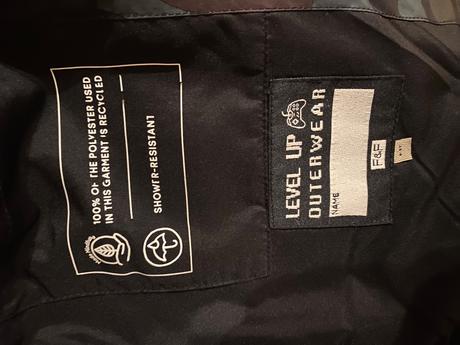 100% OF THE POLYESTER USED
IN THIS GARMENT IS RECYCLED
SHOWER-RESISTANT
LEVEL UP
OUTERWEAR
NAME
F&F